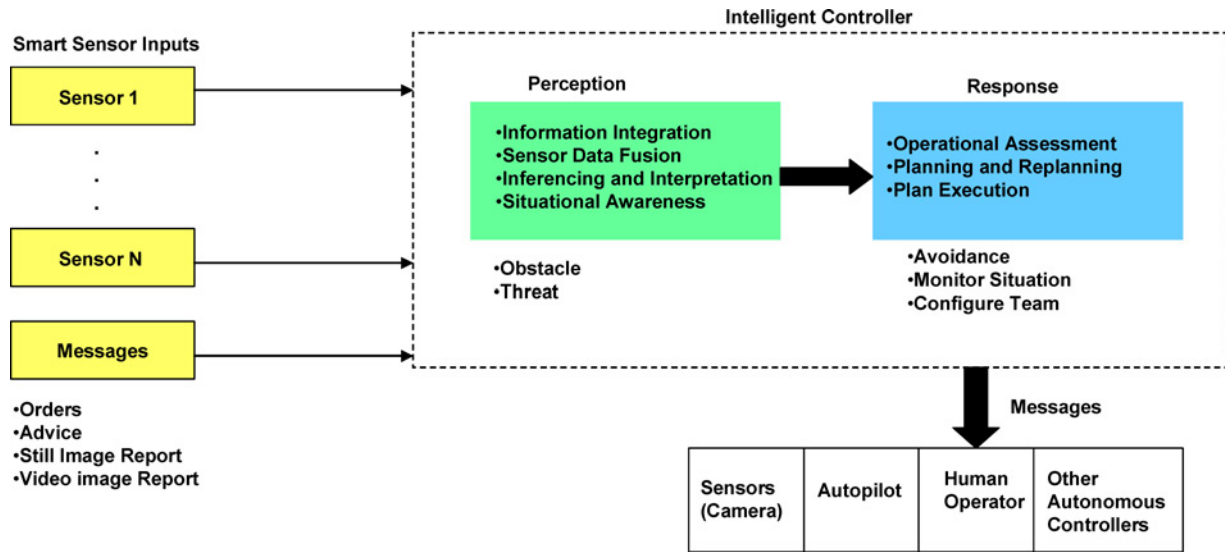 Intelligent Controller
Smart Sensor Inputs
Sensor 1
.
.
.
Sensor N
Messages
•Orders
•Advice
•Still Image Report
•Video image Report
Perception
•Information Integration
•Sensor Data Fusion
•Inferencing and Interpretation
•Situational Awareness
•Obstacle
•Threat
Response
•Operational Assessment
•Planning and Replanning
•Plan Execution
•Avoidance
•Monitor Situation
•Configure Team
Messages
Sensors
(Camera)
Autopilot
Human
Operator
Other
Autonomous
Controllers